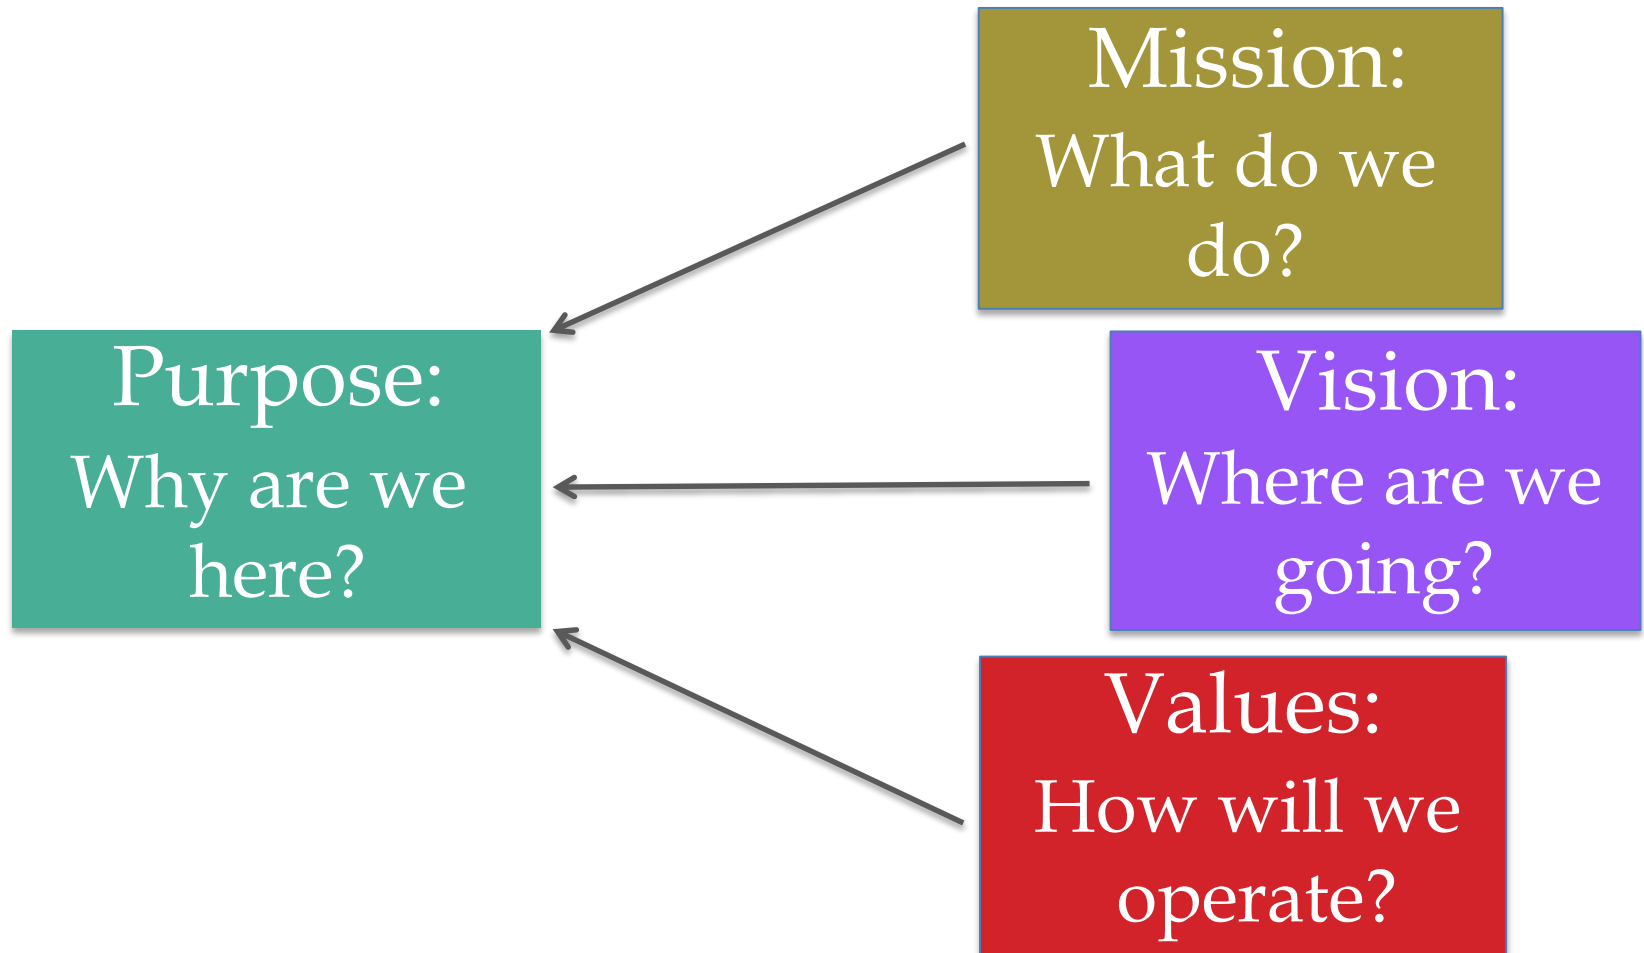 Mission:
What do we
do?
Purpose:
Why are we
here?
Vision:
Where are we
going?
Values:
How will we
operate?